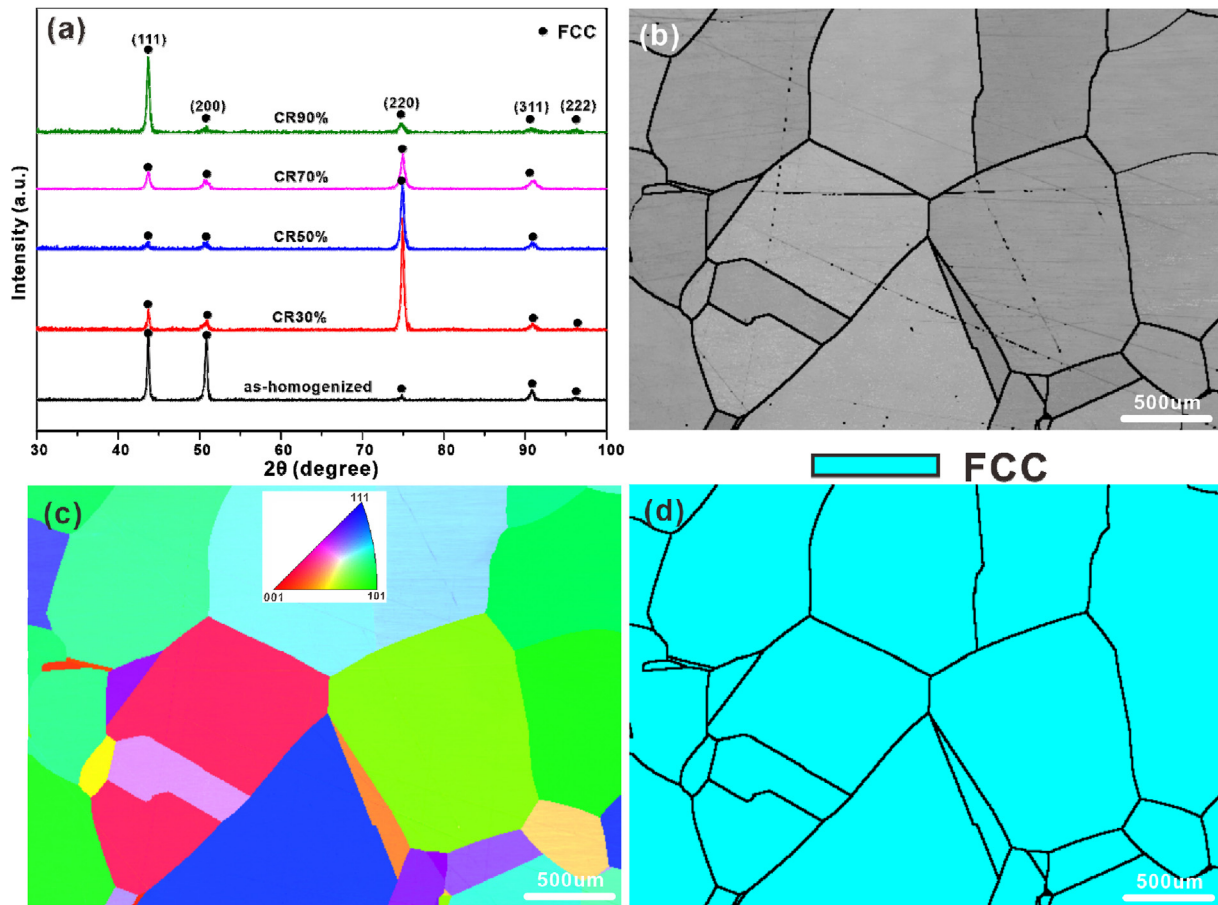 (a)
(111)
FCC
(200)
CR90%
(220)
(311)
(222)
CR70%
CR50%
CR30%
as-homogenized
Intensity (a.u.)
30 40 50 60 70 80 90 100
2θ (degree)
(b)
500um
FCC
(c)
111
001
101
500um
(d)
500um